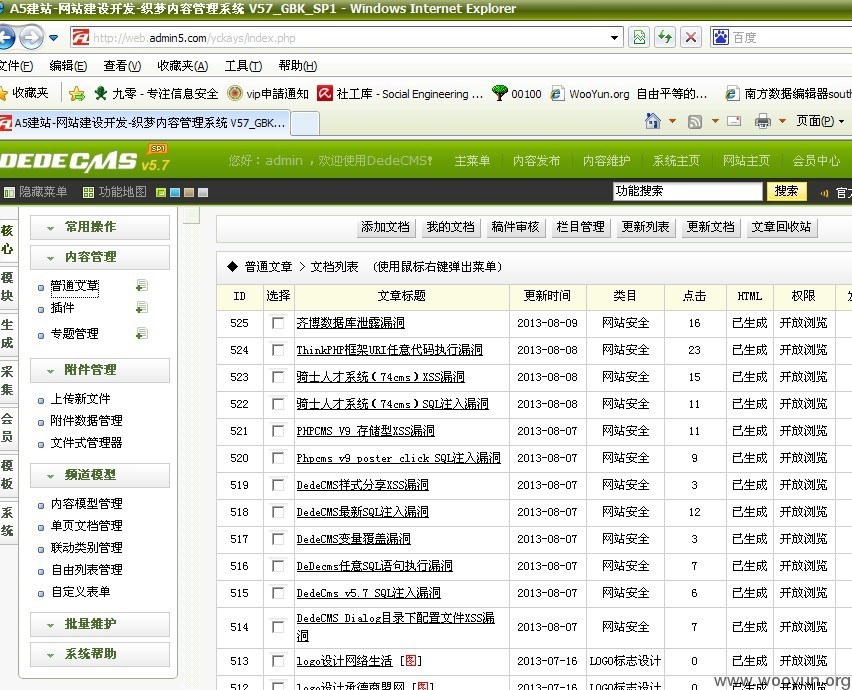 A5建站-网站建设开发-织梦内容管理系统 V57_GBK_SP1 - Windows Internet Explorer
http://web.admin5.com/yckays/index.php
百度
文件(F) 编辑(E) 查看(V) 收藏夹(A) 工具(T) 帮助(H)
收藏夹 九零 - 专注信息安全 vip申請通知 社工库 - Social Engineering ... 00100 WooYun.org 自由平等的... 南方数据编辑器south
A5建站-网站建设开发-织梦内容管理系统 V57_GBK... 页面(P)
DEDECMS v5.7 SP1 您好：admin ，欢迎使用DedeCMS！ 主菜单 内容发布 内容维护 系统主页 网站主页 会员中心
隐藏菜单 功能地图 功能搜索 搜索 官方
核心
模块
生成
采集
会员
模板
系统
常用操作
内容管理
普通文章
插件
专题管理
附件管理
上传新文件
附件数据管理
文件式管理器
频道模型
内容模型管理
单页文档管理
联动类别管理
自由列表管理
自定义表单
批量维护
系统帮助
添加文档 我的文档 稿件审核 栏目管理 更新列表 更新文档 文章回收站
◆ 普通文章 > 文档列表 (使用鼠标右键弹出菜单)
ID 选择 文章标题 更新时间 类目 点击 HTML 权限
525 齐博数据库泄露漏洞 2013-08-09 网站安全 16 已生成 开放浏览
524 ThinkPHP框架URI任意代码执行漏洞 2013-08-08 网站安全 23 已生成 开放浏览
523 骑士人才系统(74cms)XSS漏洞 2013-08-08 网站安全 15 已生成 开放浏览
522 骑士人才系统(74cms)SQL注入漏洞 2013-08-08 网站安全 11 已生成 开放浏览
521 PHPCMS V9 存储型XSS漏洞 2013-08-07 网站安全 11 已生成 开放浏览
520 Phpcms v9 poster_click SQL注入漏洞 2013-08-07 网站安全 9 已生成 开放浏览
519 DedeCMS样式分享XSS漏洞 2013-08-07 网站安全 3 已生成 开放浏览
518 DedeCMS最新SQL注入漏洞 2013-08-07 网站安全 12 已生成 开放浏览
517 DedeCMS变量覆盖漏洞 2013-08-07 网站安全 3 已生成 开放浏览
516 DeDecms任意SQL语句执行漏洞 2013-08-07 网站安全 7 已生成 开放浏览
515 DedeCms v5.7 SQL注入漏洞 2013-08-07 网站安全 6 已生成 开放浏览
514 DedeCMS Dialog目录下配置文件XSS漏洞 2013-08-07 网站安全 7 已生成 开放浏览
513 logo设计网络生活 [图] 2013-07-16 LOGO标志设计 0 已生成 开放浏览
512 logo设计承德商盟网 [图] 2013-07-16 LOGO标志设计 0 已生成 开放浏览
www.wooyun.org